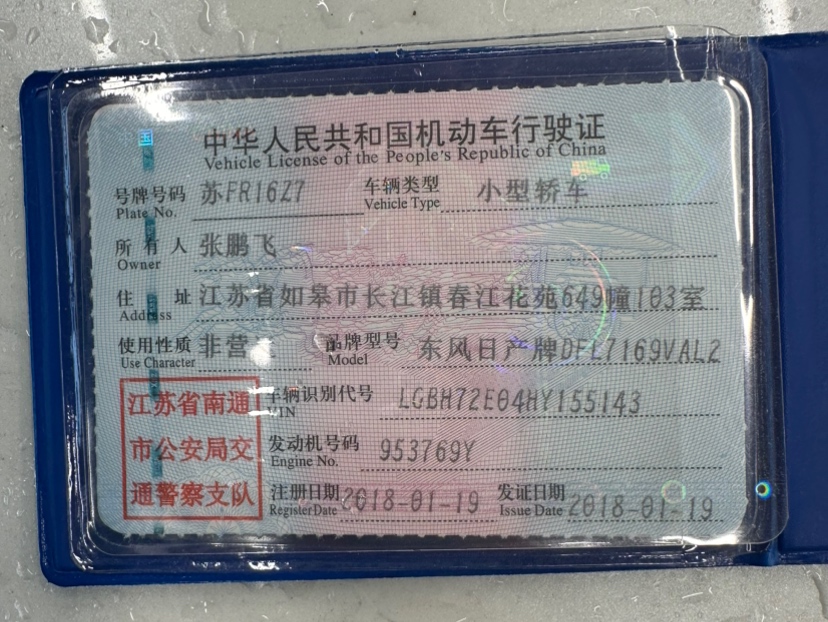 中华人民共和国机动车行驶证
Vehicle License of the People's Republic of China
号牌号码 苏FR16Z7 车辆类型 小型轿车
Plate No. Vehicle Type
所有人 张鹏飞
Owner
住址 江苏省如皋市长江镇春江花苑649幢103室
Address
使用性质 非营 品牌型号 东风日产牌DFL7169VAL2
Use Character Model
江苏省南通 车辆识别代号 LGBH72E04HY155143
VIN
市公安局交 发动机号码 953769Y
Engine No.
通警察支队 注册日期 2018-01-19 发证日期 2018-01-19
Register Date Issue Date